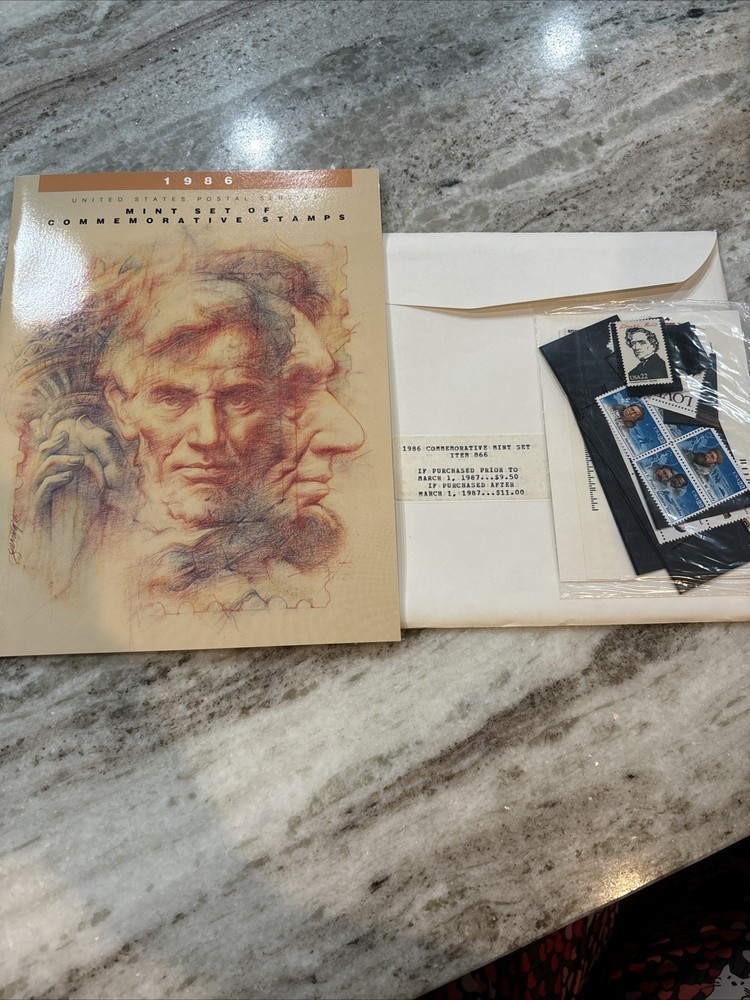 1986
UNITED STATES POSTAL SERVICE
MINT SET OF
COMMEMORATIVE STAMPS
1986 COMMEMORATIVE MINT SET
ITEM 866
IF PURCHASED PRIOR TO
MARCH 1, 1987...$9.50
IF PURCHASED AFTER
MARCH 1, 1987...$11.00
USA22